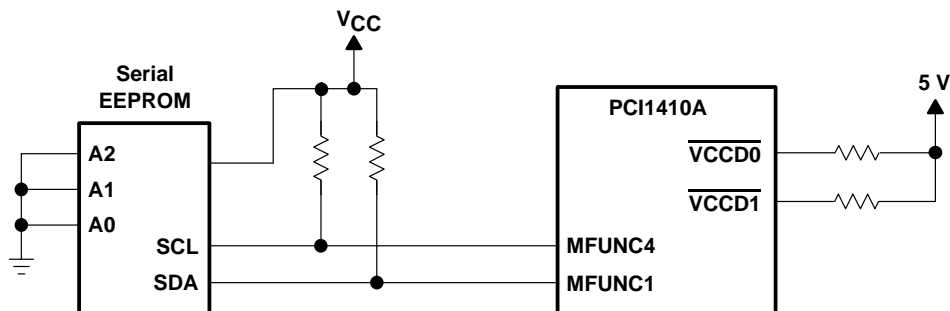 VCC
Serial
EEPROM
A2
A1
A0
SCL
SDA
PCI1410A
VCCD0
VCCD1
MFUNC4
MFUNC1
5 V